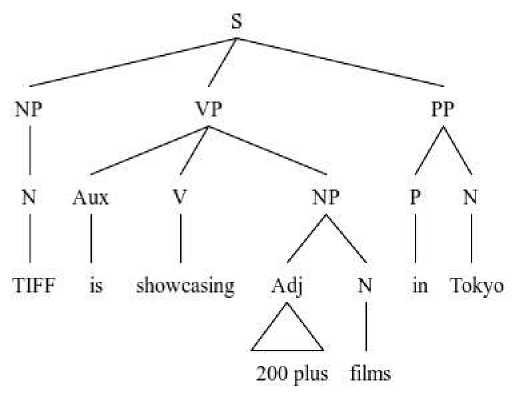 S
NP VP PP
N Aux V NP P N
TIFF is showcasing Adj N in Tokyo
200 plus films